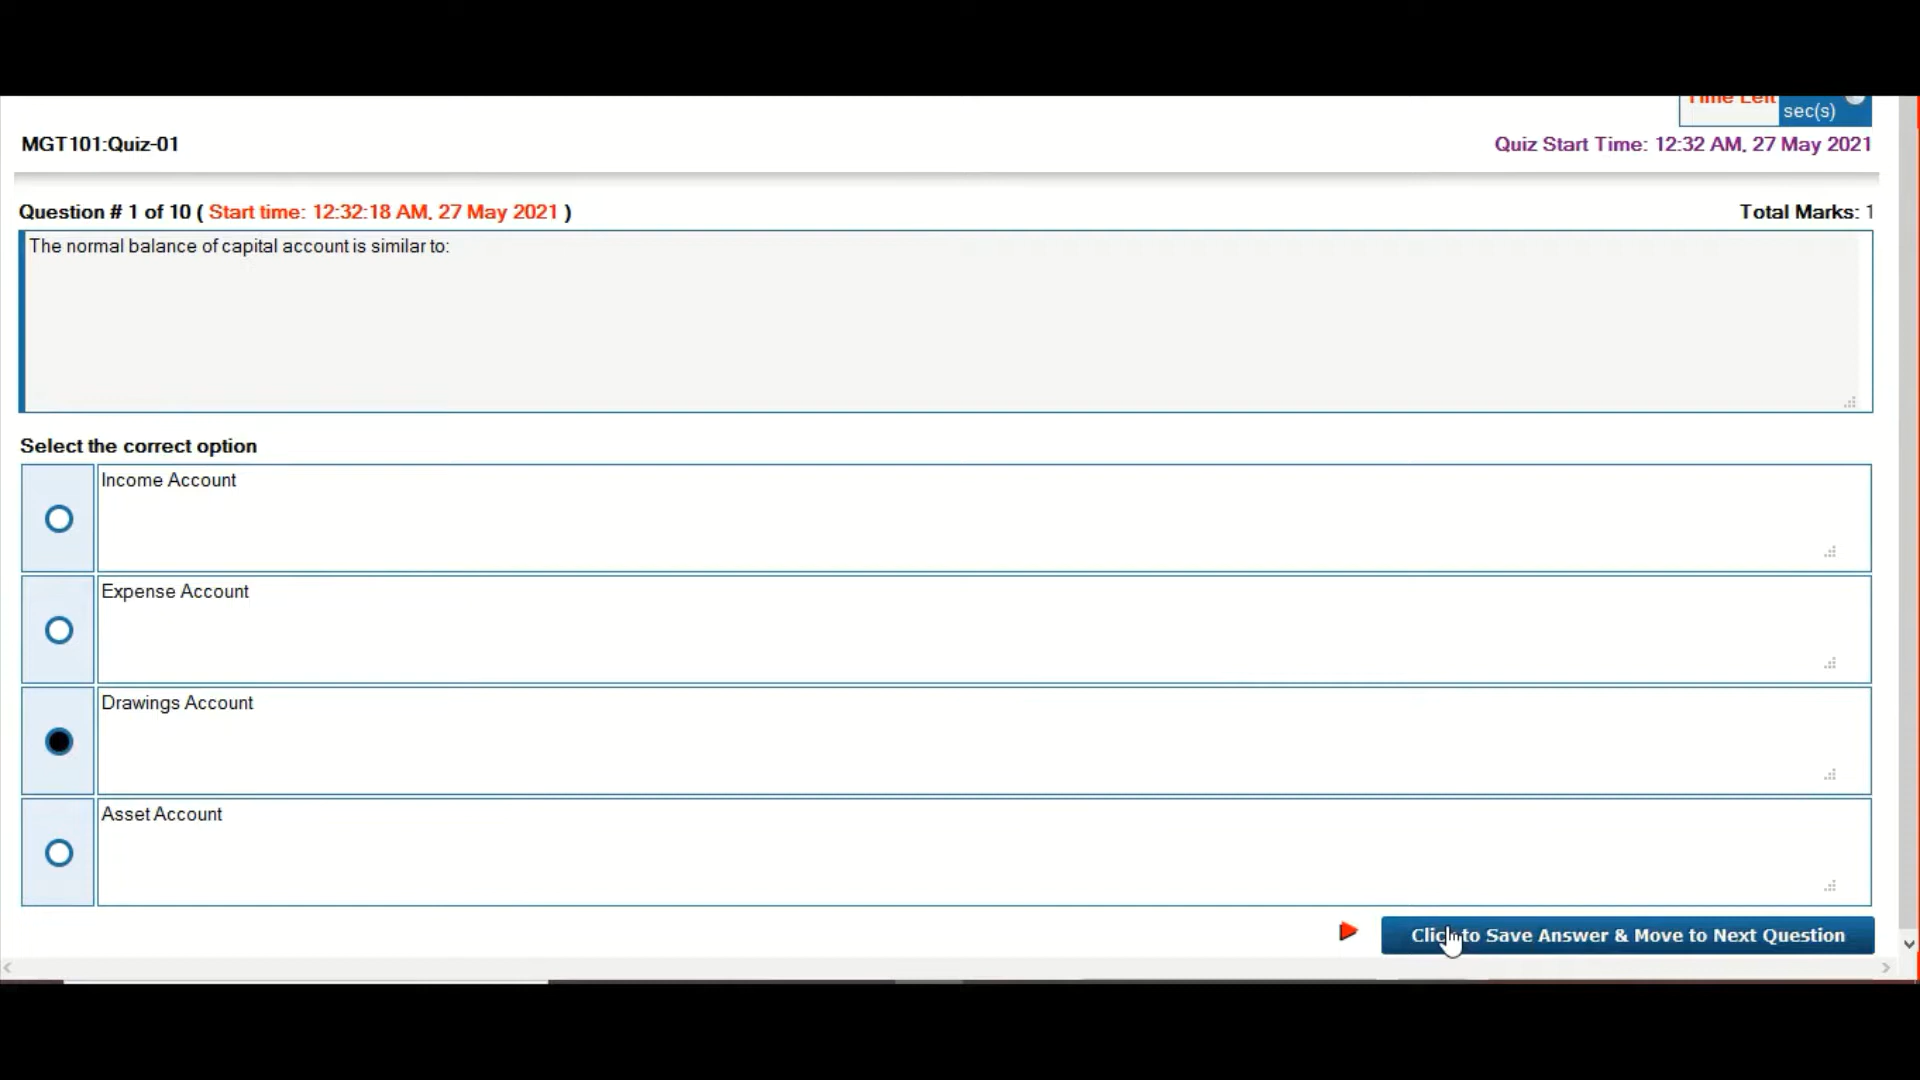 Time Left
sec(s)
MGT101:Quiz-01
Quiz Start Time: 12:32 AM, 27 May 2021
Question # 1 of 10 ( Start time: 12:32:18 AM, 27 May 2021 )
Total Marks: 1
The normal balance of capital account is similar to:
Select the correct option
Income Account
Expense Account
Drawings Account
Asset Account
Click to Save Answer & Move to Next Question